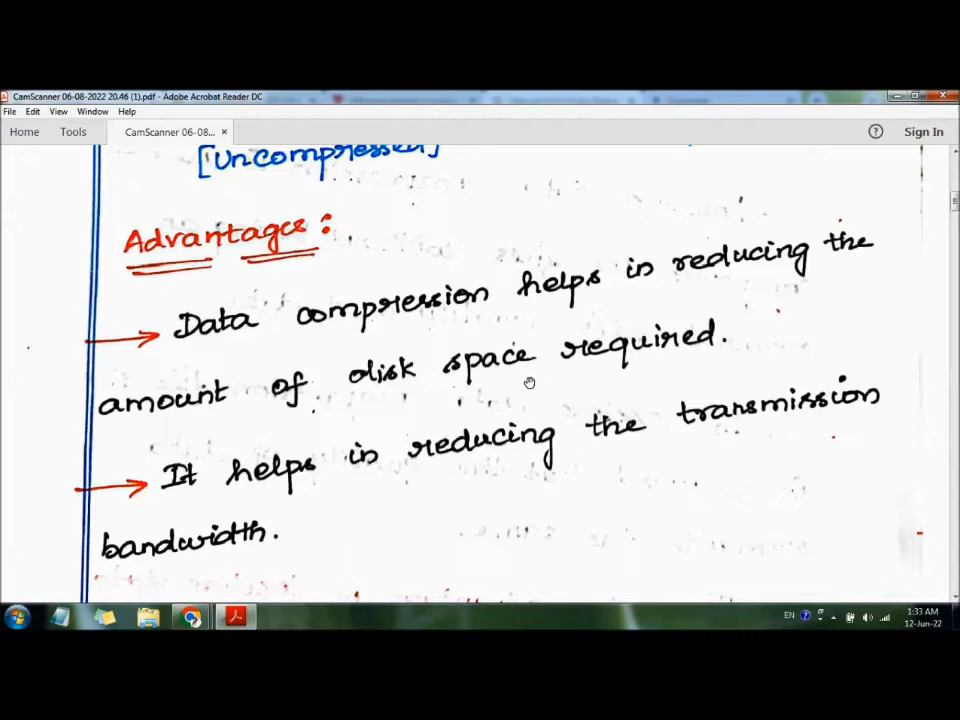 CamScanner 06-08-2022 20.46 (1).pdf - Adobe Acrobat Reader DC
File Edit View Window Help
Home Tools CamScanner 06-08... × ? Sign In
[Uncompressed]
Advantages :
→ Data compression helps in reducing the
amount of disk space required.
→ It helps in reducing the transmission
bandwidth.
EN 1:33 AM
12-Jun-22